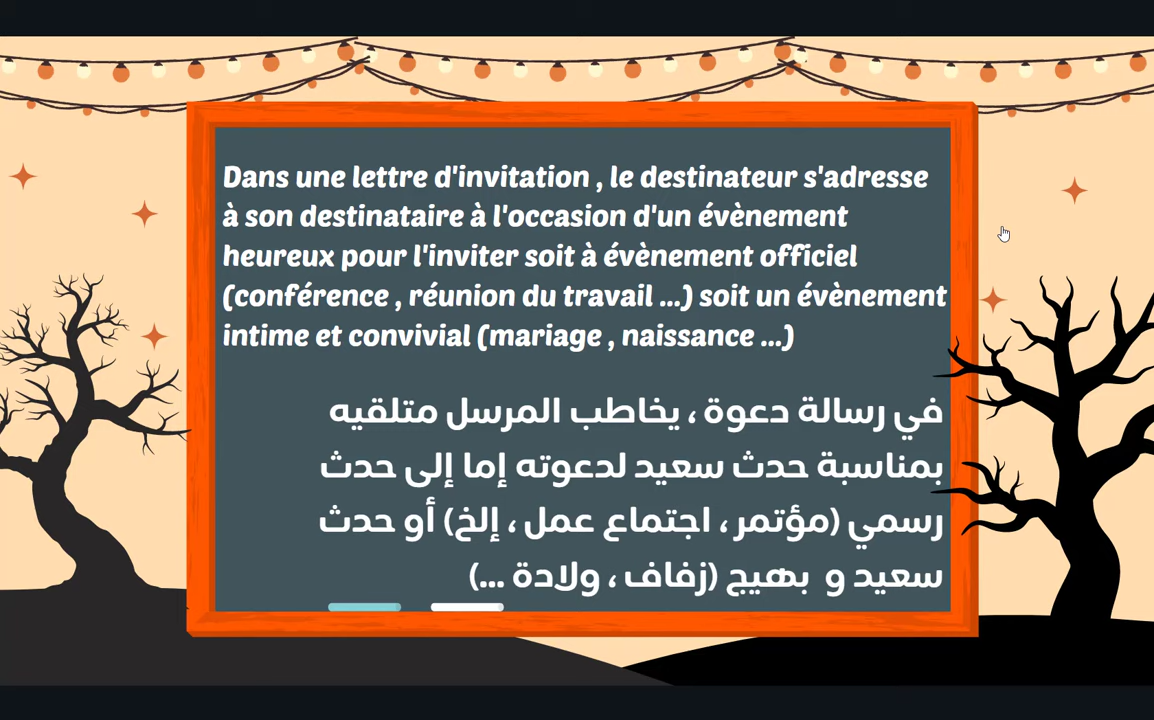 Dans une lettre d'invitation , le destinateur s'adresse
à son destinataire à l'occasion d'un évènement
heureux pour l'inviter soit à évènement officiel
(conférence , réunion du travail ...) soit un évènement
intime et convivial (mariage , naissance ...)
في رسالة دعوة ، يخاطب المرسل متلقيه
بمناسبة حدث سعيد لدعوته إما إلى حدث
رسمي (مؤتمر ، اجتماع عمل ، إلخ) أو حدث
سعيد و بهيج (زفاف ، ولادة ...)